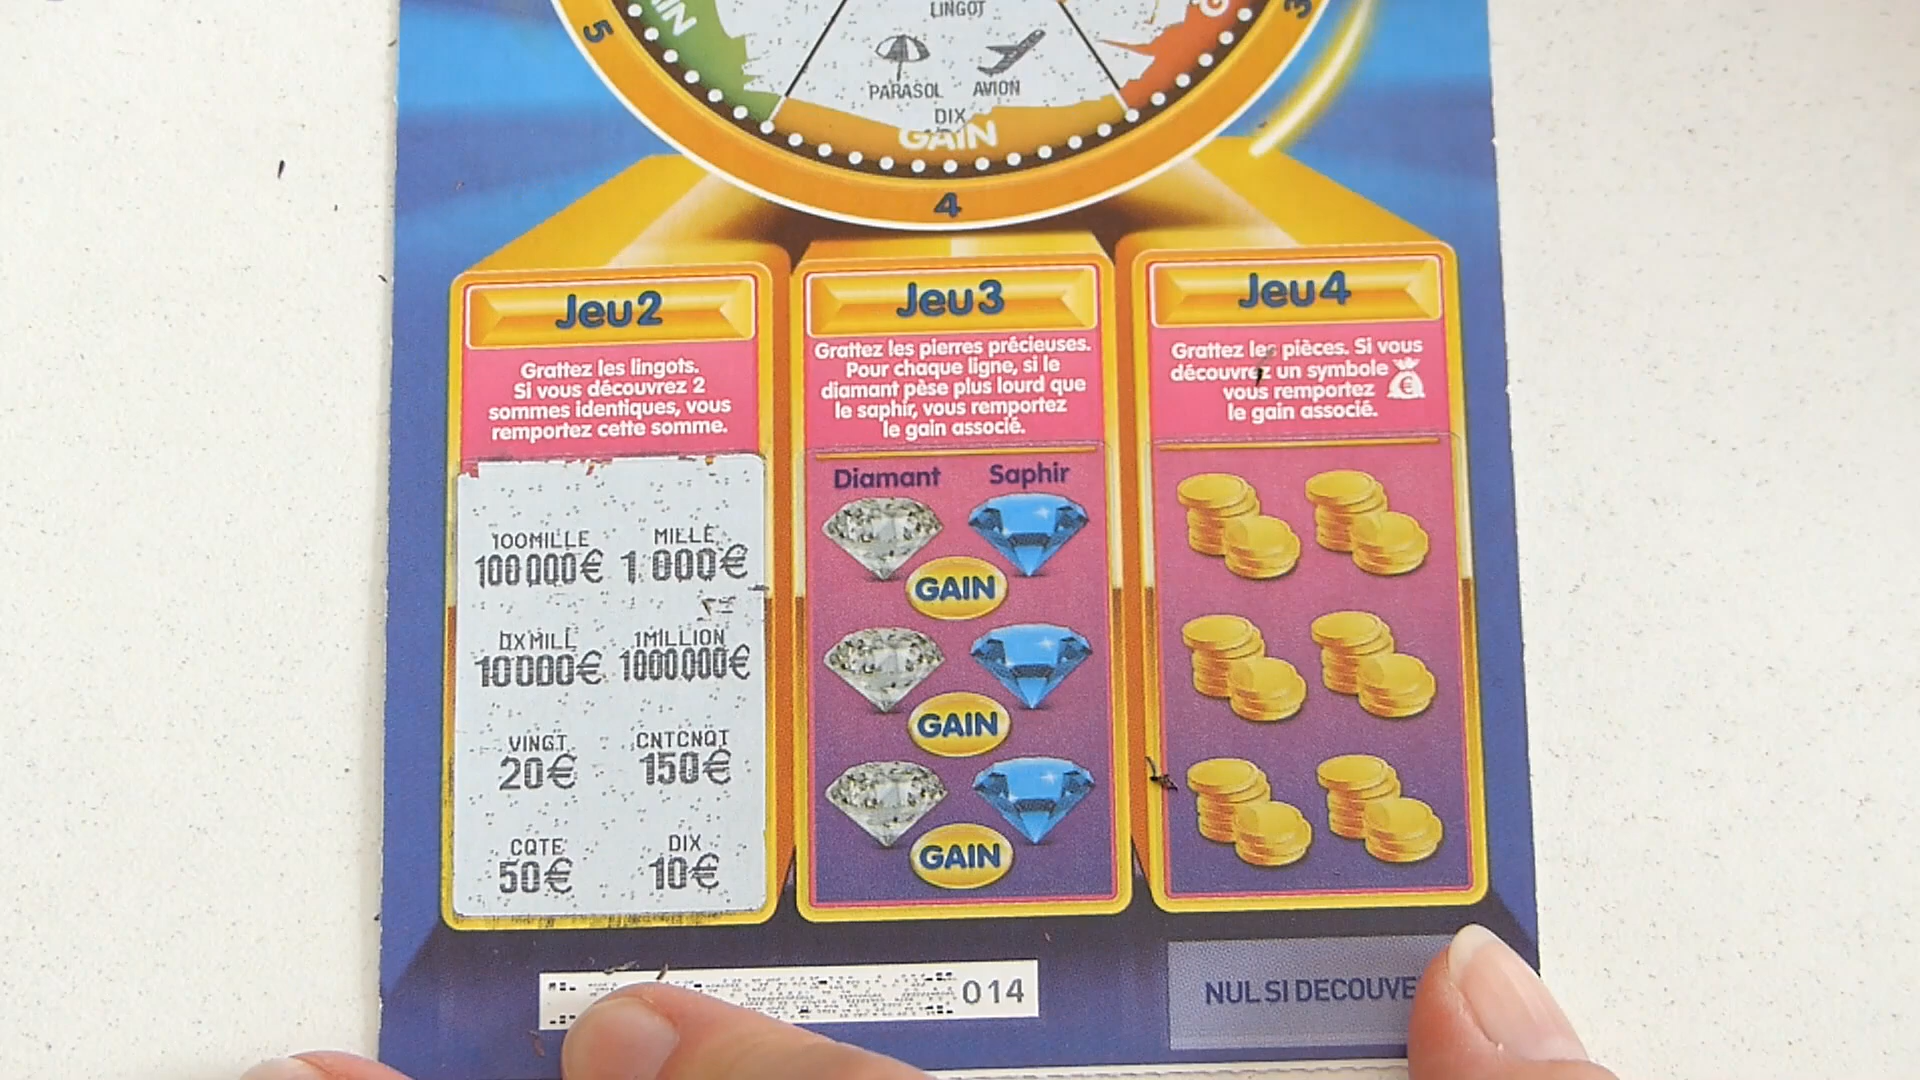 LINGOT
PARASOL AVION
DIX
GAIN
5
3
4
Jeu2
Grattez les lingots.
Si vous découvrez 2
sommes identiques, vous
remportez cette somme.
100MILLE MILLE
100 000€ 1 000€
DXMILL 1MILLION
10 000€ 1000000€
VINGT CNTCNQT
20€ 150€
CQTE DIX
50€ 10€
Jeu3
Grattez les pierres précieuses.
Pour chaque ligne, si le
diamant pèse plus lourd que
le saphir, vous remportez
le gain associé.
Diamant Saphir
GAIN
GAIN
GAIN
Jeu4
Grattez les pièces. Si vous
découvrez un symbole
vous remportez
le gain associé.
014
NUL SI DECOUVE